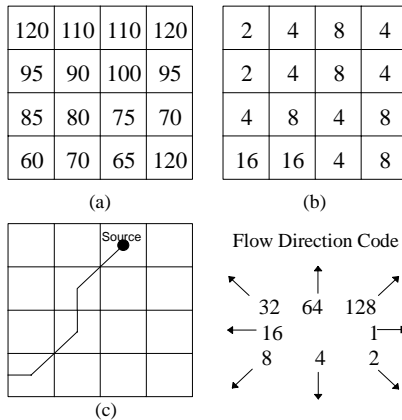 120 110 110 120
95 90 100 95
85 80 75 70
60 70 65 120
(a)
2 4 8 4
2 4 8 4
4 8 4 8
16 16 4 8
(b)
Source
(c)
Flow Direction Code
32 64 128
16 1
8 4 2